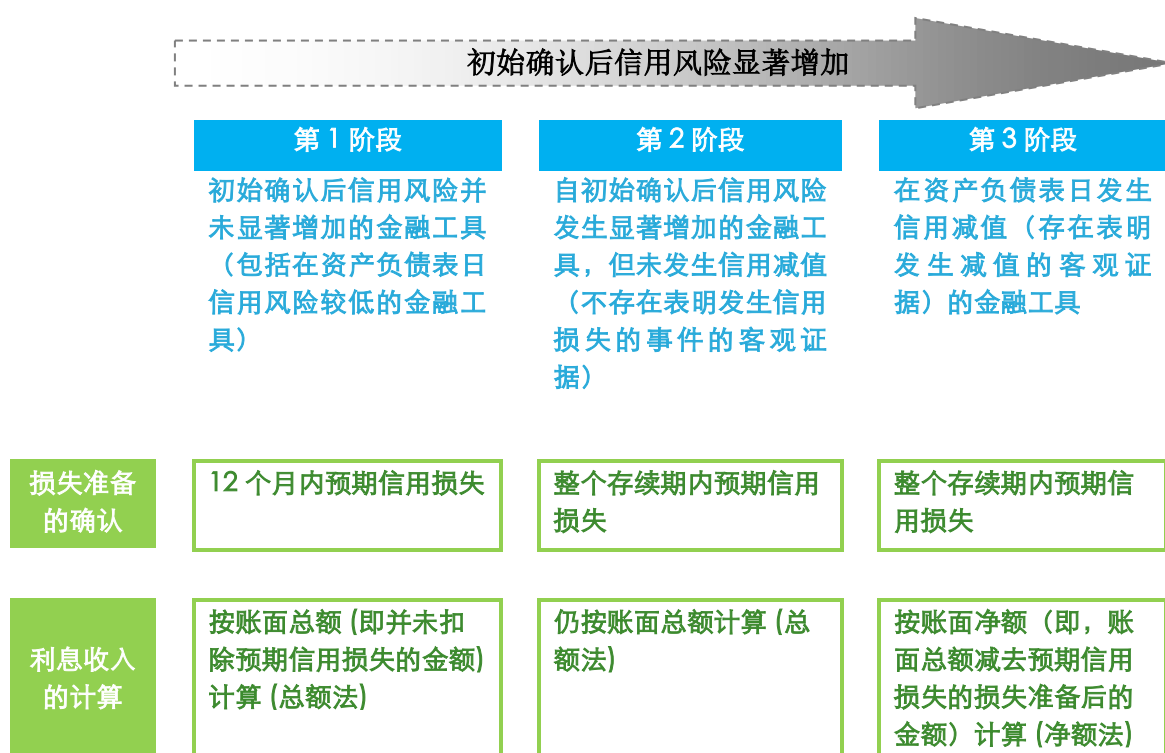 初始确认后信用风险显著增加
第 1 阶段
初始确认后信用风险并
未显著增加的金融工具
（包括在资产负债表日
信用风险较低的金融工
具）
第 2 阶段
自初始确认后信用风险
发生显著增加的金融工
具，但未发生信用减值
（不存在表明发生信用
损失的事件的客观证
据）
第 3 阶段
在资产负债表日发生
信用减值（存在表明
发生减值的客观证
据）的金融工具
损失准备
的确认
12 个月内预期信用损失
整个存续期内预期信用
损失
整个存续期内预期信
用损失
利息收入
的计算
按账面总额 (即并未扣
除预期信用损失的金额)
计算 (总额法)
仍按账面总额计算 (总
额法)
按账面净额（即，账
面总额减去预期信用
损失的损失准备后的
金额）计算 (净额法)